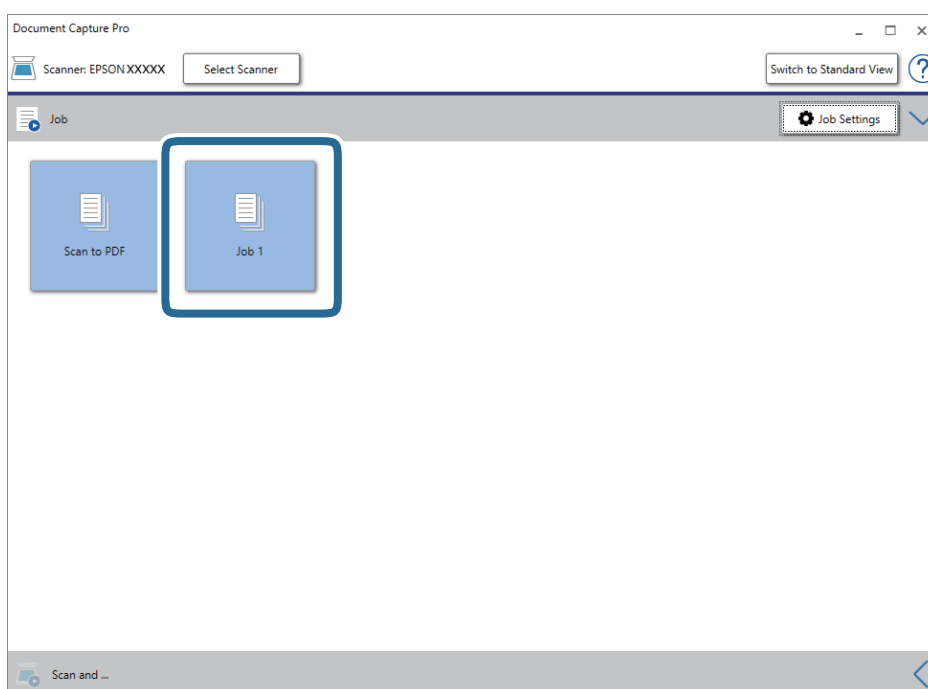 Document Capture Pro
Scanner: EPSON XXXXX
Select Scanner
Switch to Standard View
?
Job
Job Settings
Scan to PDF
Job 1
Scan and ...